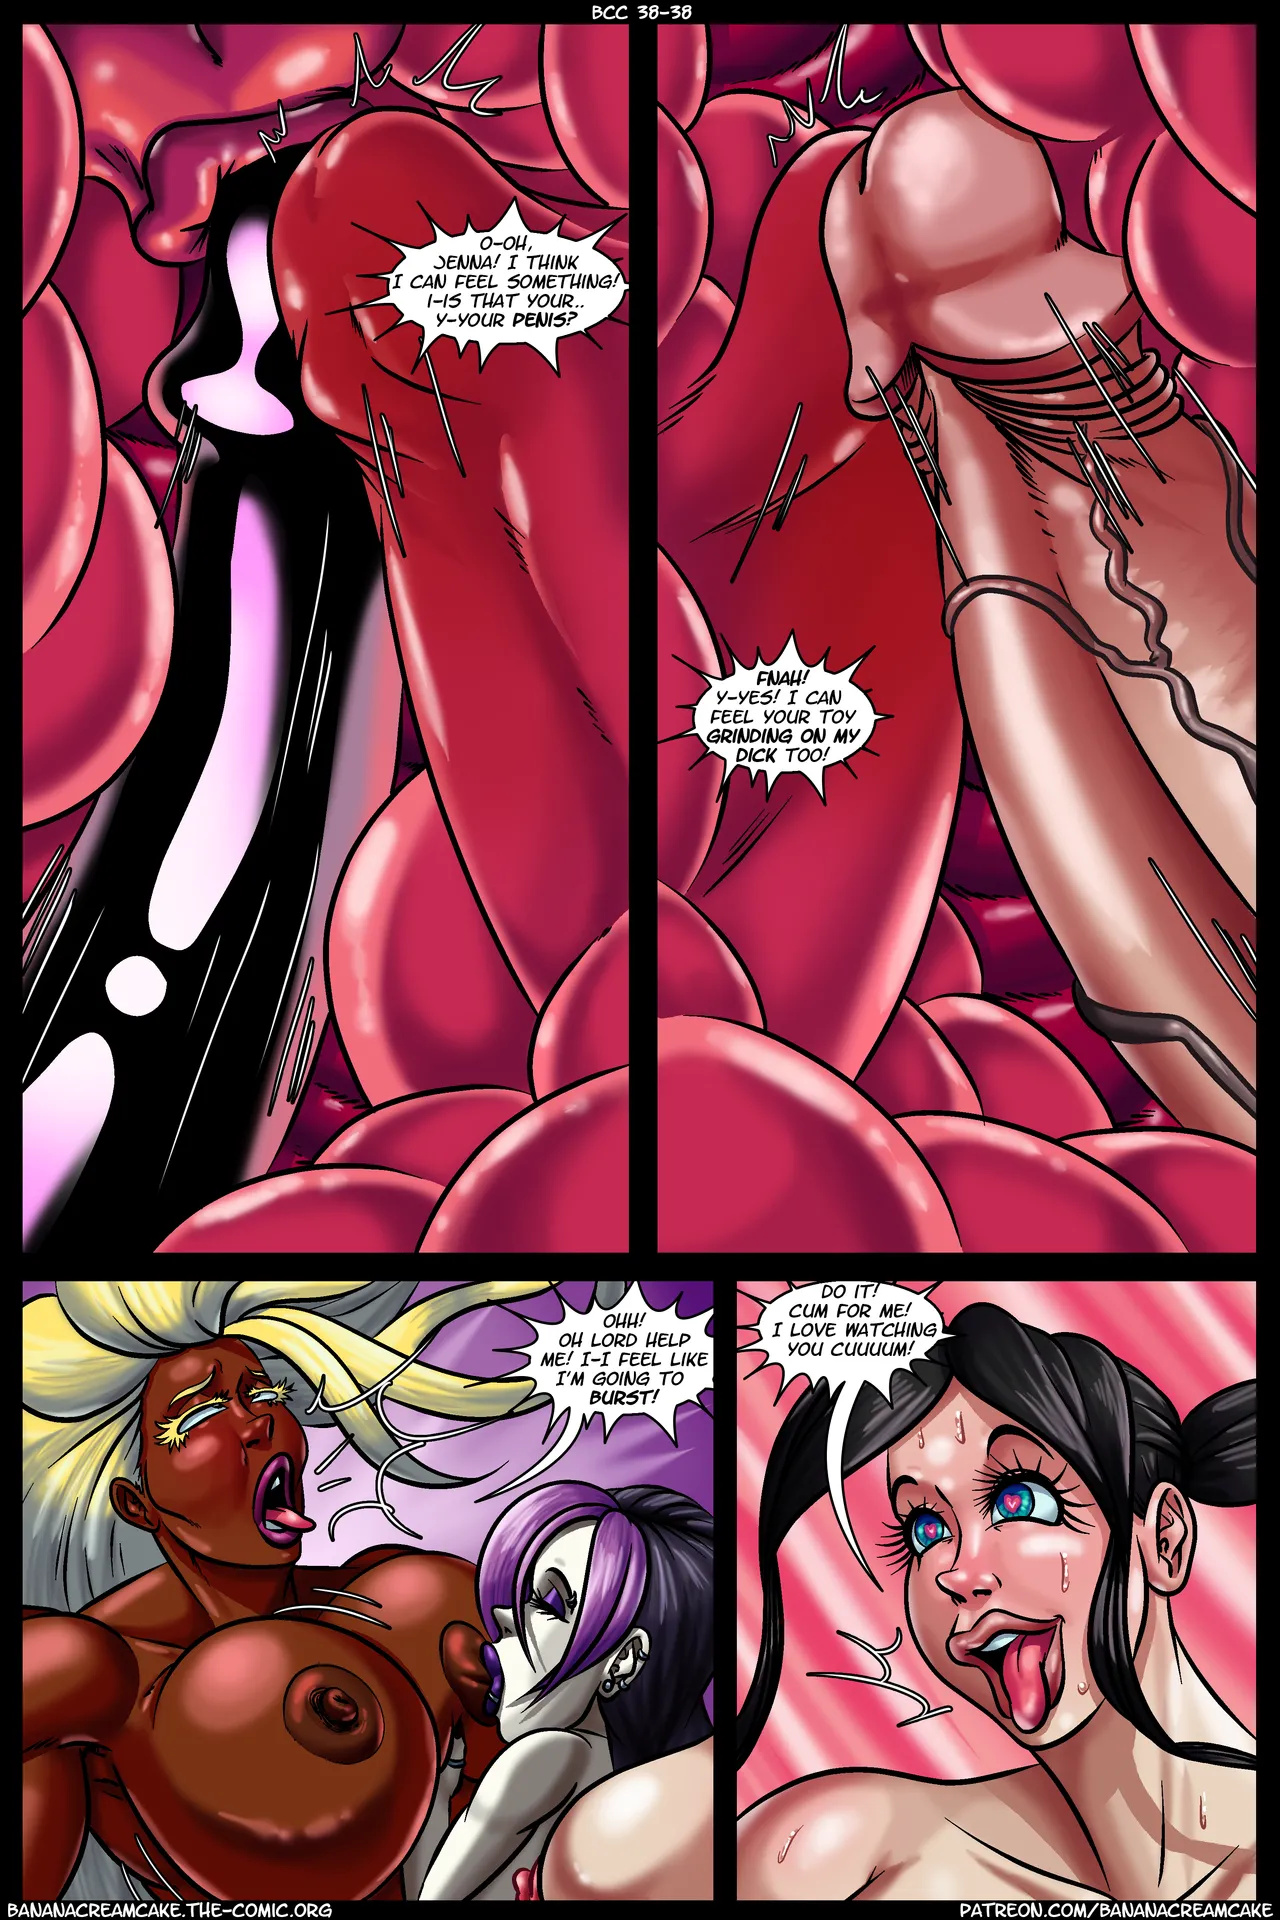 BCC 38-38
O-OH,
JENNA! I THINK
I CAN FEEL SOMETHING!
I-IS THAT YOUR..
Y-YOUR PENIS?
FNAH!
Y-YES! I CAN
FEEL YOUR TOY
GRINDING ON MY
DICK TOO!
OHH!
OH LORD HELP
ME! I-I FEEL LIKE
I'M GOING TO
BURST!
DO IT!
CUM FOR ME!
I LOVE WATCHING
YOU CUUUUM!
BANANACREAMCAKE.THE-COMIC.ORG
PATREON.COM/BANANACREAMCAKE